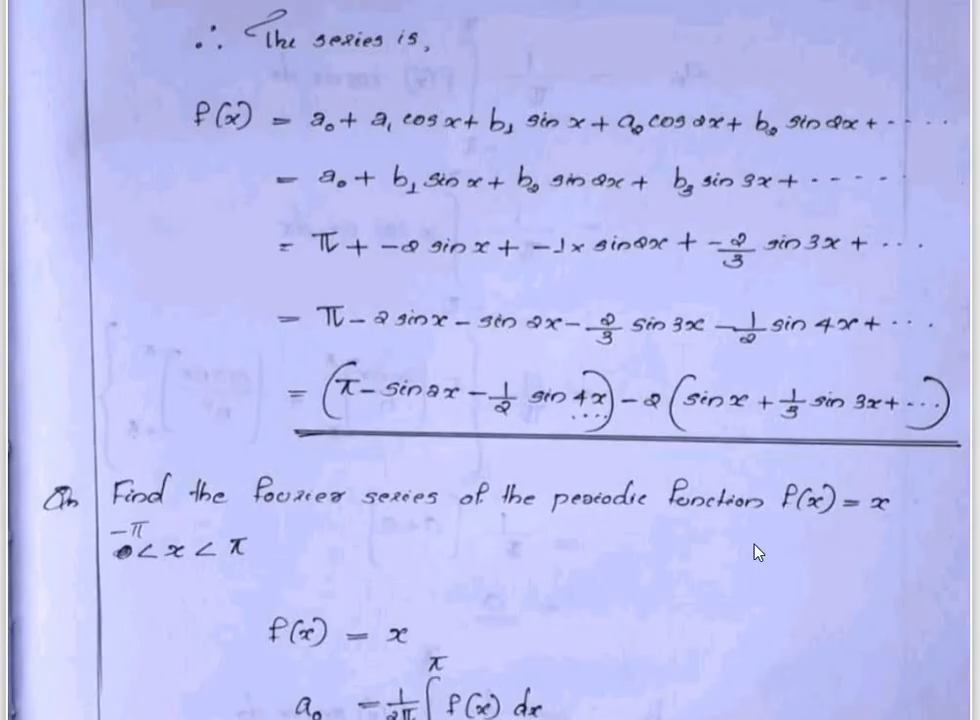 ∴ The series is,
f(x) = a₀ + a₁ cos x + b₁ sin x + a₂ cos 2x + b₂ sin 2x + - - - - -
= a₀ + b₁ sin x + b₂ sin 2x + b₃ sin 3x + - - - - -
= π + -2 sin x + -1 x sin 2x + -2/3 sin 3x + ...
= π - 2 sin x - sin 2x - 2/3 sin 3x - 1/2 sin 4x + ...
= (π - sin 2x - 1/2 sin 4x ....) - 2 (sin x + 1/3 sin 3x + ...)
Qn Find the fourier series of the periodic function f(x) = x
-π < x < π
f(x) = x
a₀ = 1/2π ∫ π f(x) dx